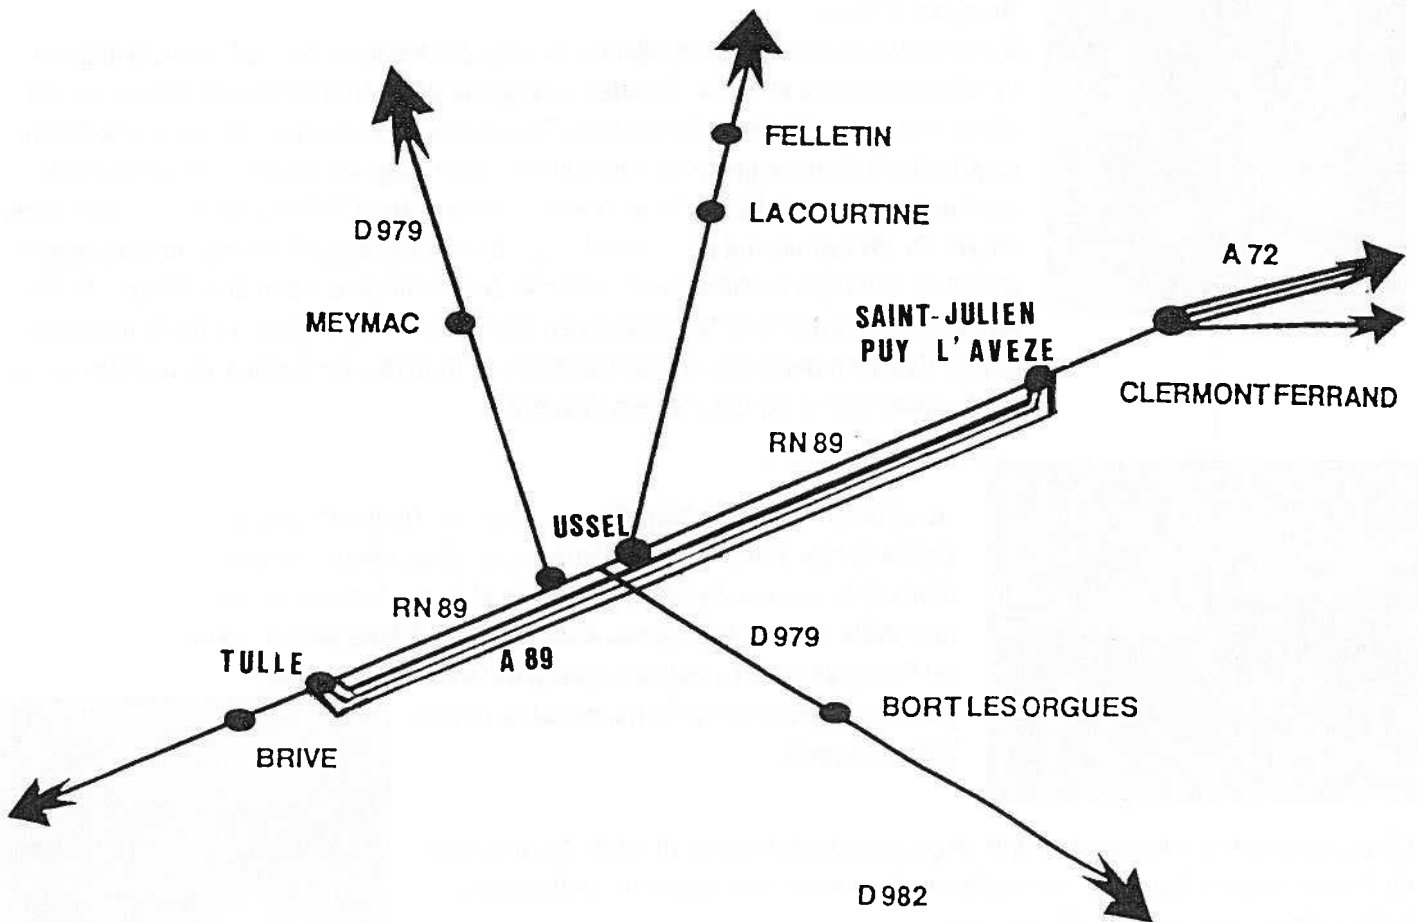 FELLETIN
LA COURTINE
D 979
A 72
MEYMAC
SAINT-JULIEN
PUY L'AVEZE
CLERMONT FERRAND
RN 89
USSEL
RN 89
D 979
TULLE
A 89
BORT LES ORGUES
BRIVE
D 982